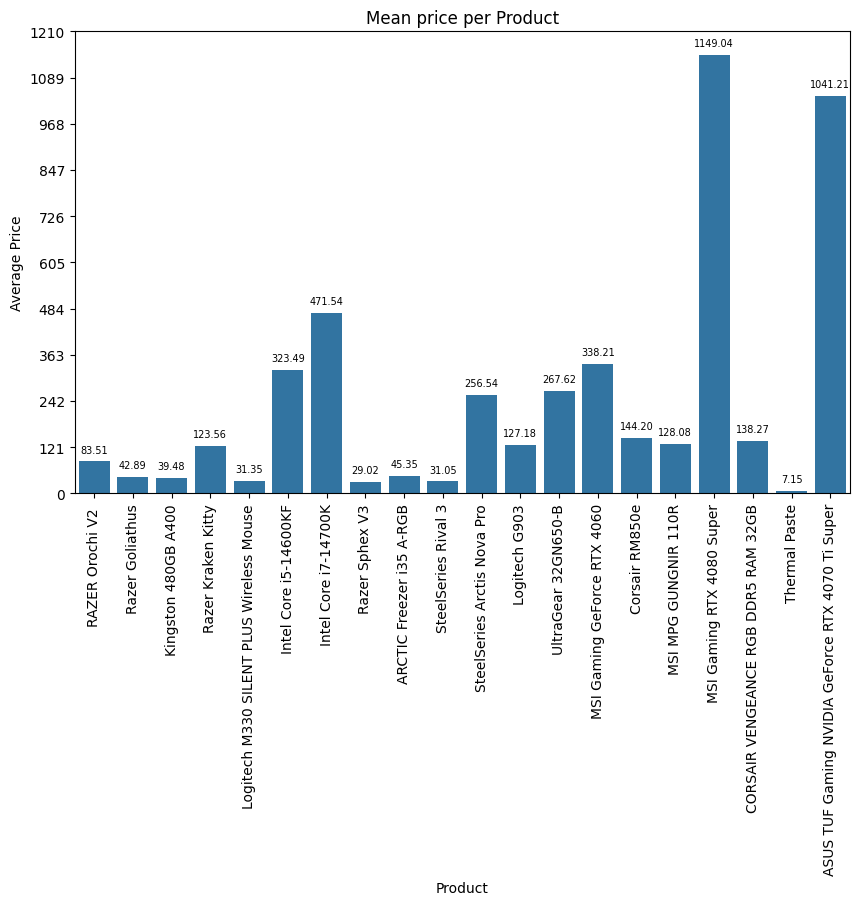 Mean price per Product
Average Price
1210
1089
968
847
726
605
484
363
242
121
0
83.51
42.89
39.48
123.56
31.35
323.49
471.54
29.02
45.35
31.05
256.54
127.18
267.62
338.21
144.20
128.08
1149.04
138.27
7.15
1041.21
RAZER Orochi V2
Razer Goliathus
Kingston 480GB A400
Razer Kraken Kitty
Logitech M330 SILENT PLUS Wireless Mouse
Intel Core i5-14600KF
Intel Core i7-14700K
Razer Sphex V3
ARCTIC Freezer i35 A-RGB
SteelSeries Rival 3
SteelSeries Arctis Nova Pro
Logitech G903
UltraGear 32GN650-B
MSI Gaming GeForce RTX 4060
Corsair RM850e
MSI MPG GUNGNIR 110R
MSI Gaming RTX 4080 Super
CORSAIR VENGEANCE RGB DDR5 RAM 32GB
Thermal Paste
ASUS TUF Gaming NVIDIA GeForce RTX 4070 Ti Super
Product